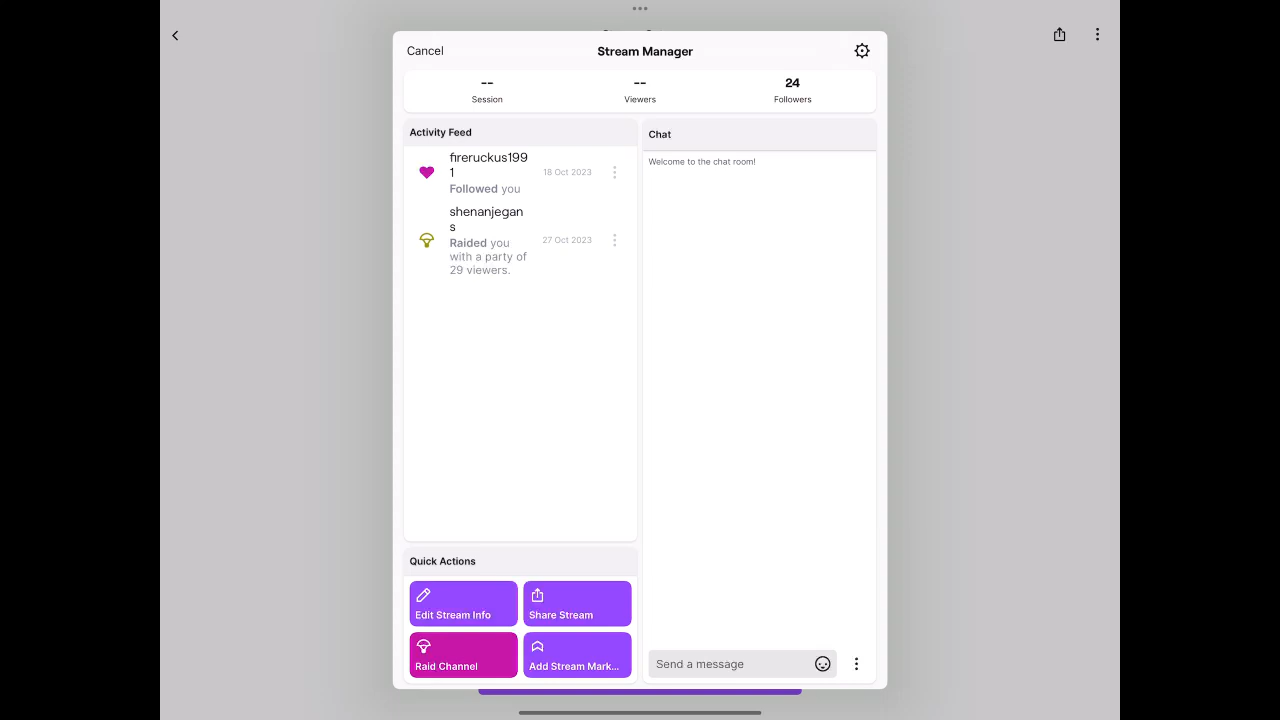 Cancel
Stream Manager
--
Session
--
Viewers
24
Followers
Activity Feed
fireruckus199
1
Followed you
18 Oct 2023
shenanjegan
s
Raided you
with a party of
29 viewers.
27 Oct 2023
Chat
Welcome to the chat room!
Quick Actions
Edit Stream Info
Share Stream
Raid Channel
Add Stream Mark...
Send a message